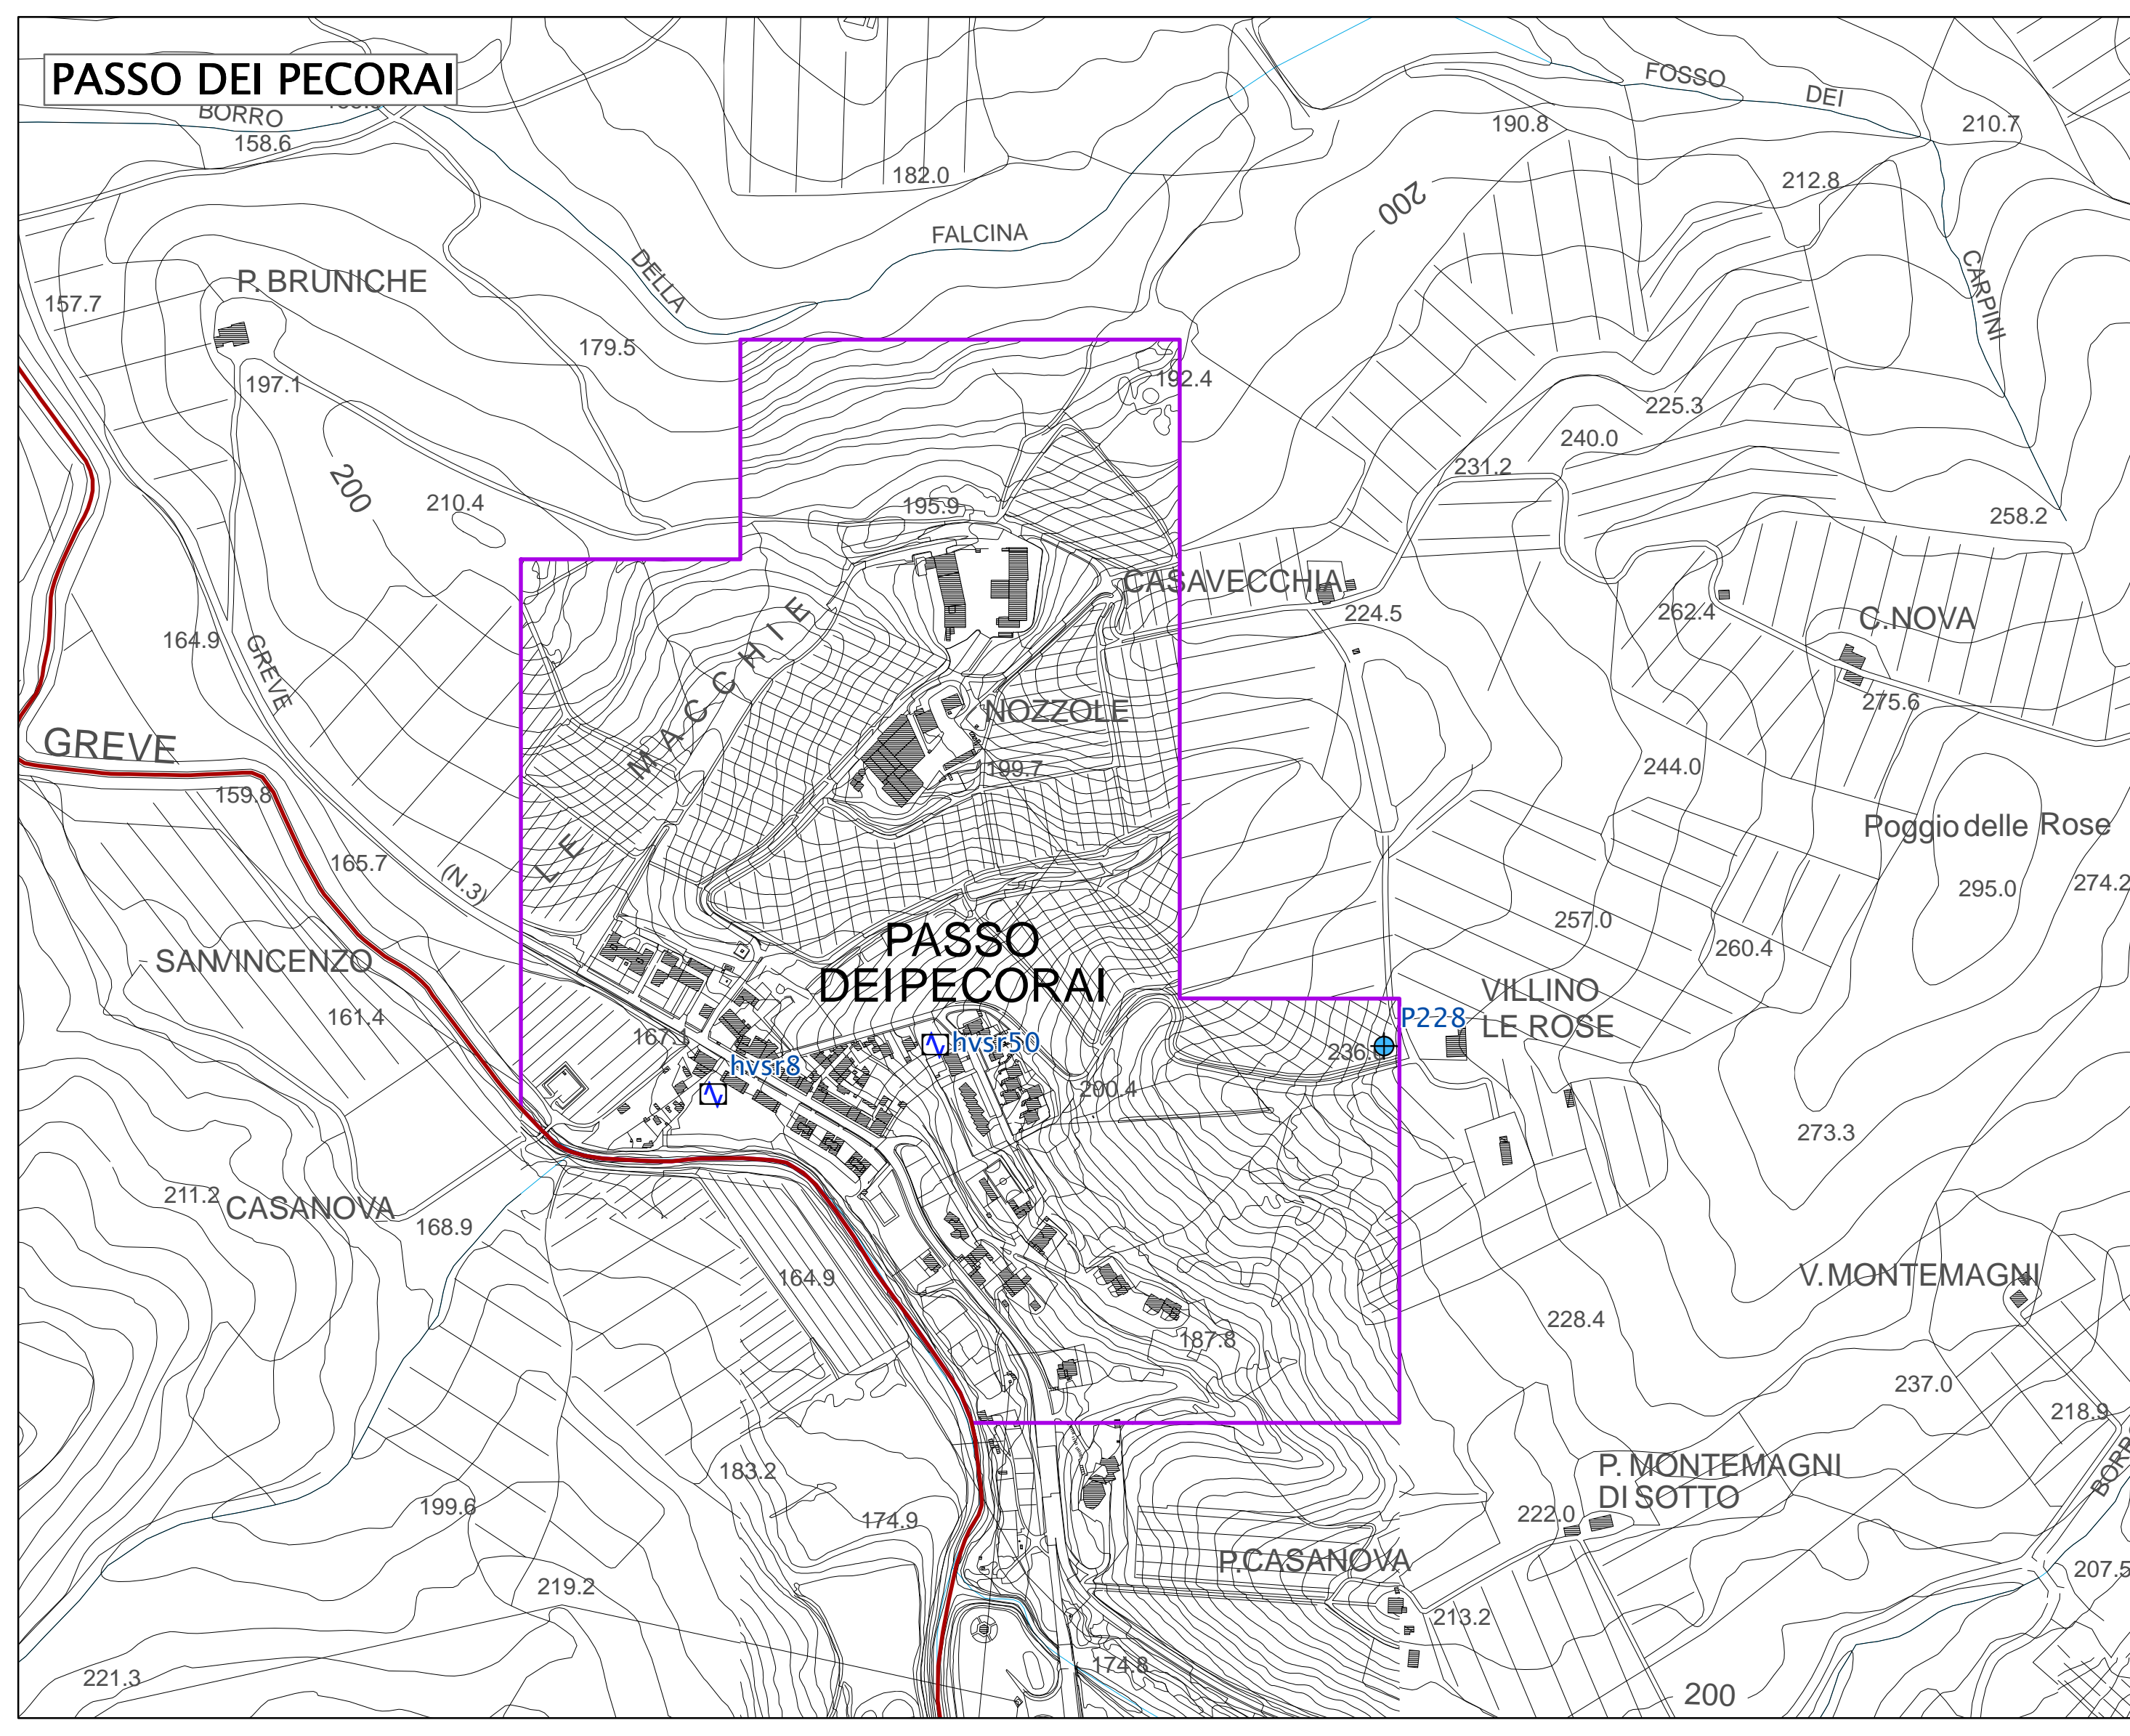 PASSO DEI PECORAI
FOSSO
DEI
BORRO
158.6
190.8
210.7
182.0
212.8
200
FALCINA
DELLA
CARPINI
P. BRUNICHE
157.7
179.5
197.1
192.4
225.3
240.0
231.2
200
210.4
195.9
258.2
CASAVECCHIA
224.5
262.4
C.NOVA
164.9
GREVE
LE MACCHIE
NOZZOLE
275.6
GREVE
199.7
244.0
159.8
Poggio delle Rose
165.7
(N.3)
295.0
274.2
257.0
260.4
PASSO
DEI PECORAI
SAN VINCENZO
VILLINO
LE ROSE
161.4
167.1
P228
hvsr50
hvsr8
236.
200.4
273.3
211.2
CASANOVA
168.9
164.9
V. MONTEMAGNI
228.4
187.8
237.0
218.9
183.2
P. MONTEMAGNI
DI SOTTO
199.6
174.9
222.0
P.CASANOVA
219.2
207.5
213.2
174.8
221.3
200